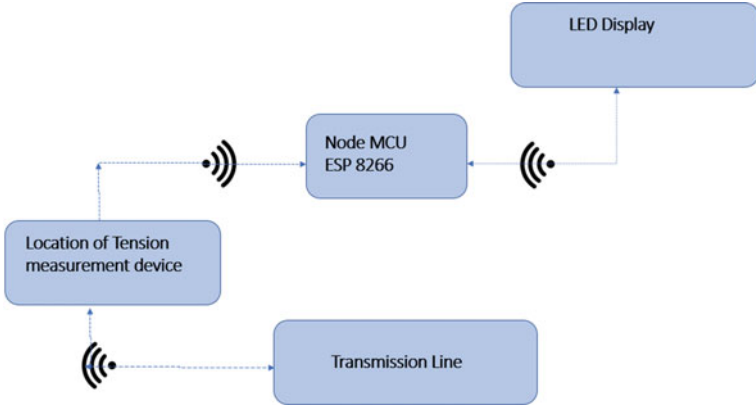 LED Display
Node MCU
ESP 8266
Location of Tension
measurement device
Transmission Line